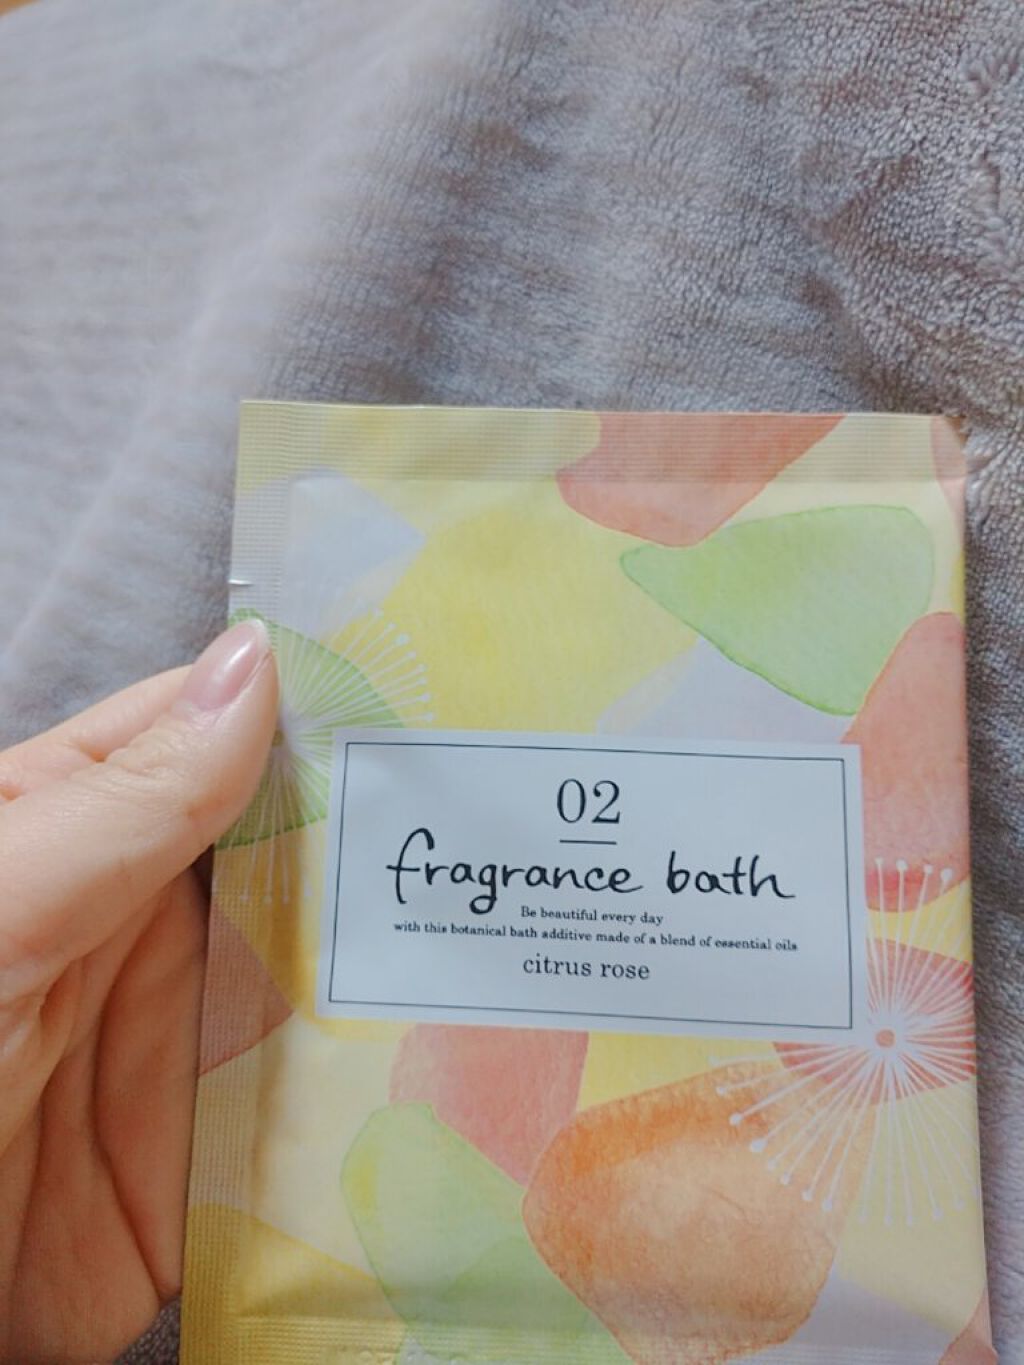 02
fragrance bath
Be beautiful every day
with this botanical bath additive made of a blend of essential oils
citrus rose